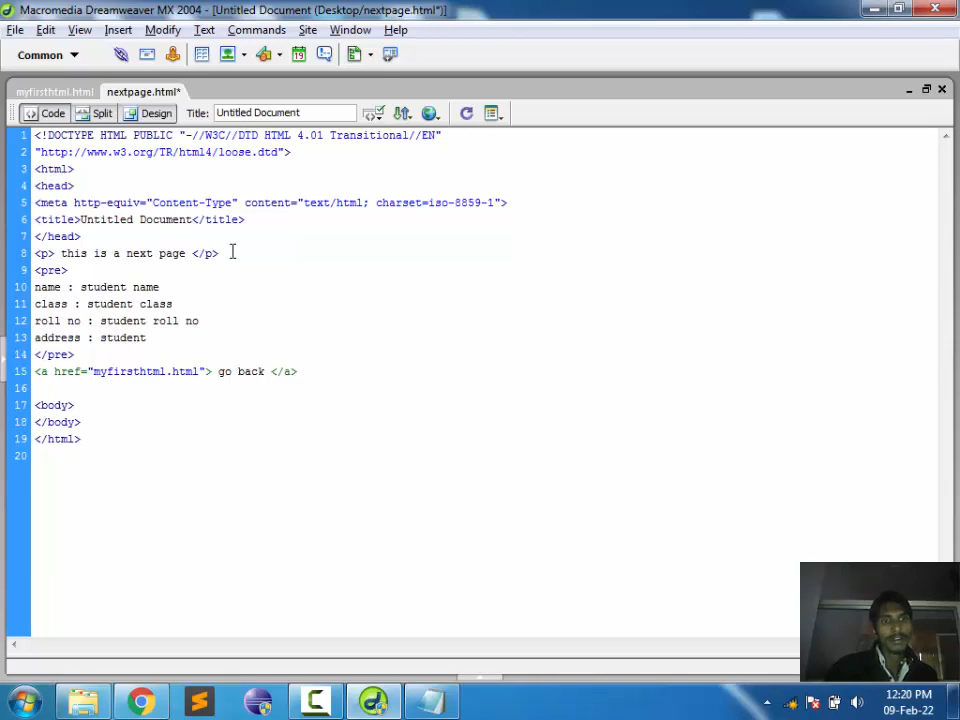 Macromedia Dreamweaver MX 2004 - [Untitled Document (Desktop/nextpage.html*)]
File Edit View Insert Modify Text Commands Site Window Help
Common
myfirsthtml.html nextpage.html*
Code Split Design Title: Untitled Document
1 <!DOCTYPE HTML PUBLIC "-//W3C//DTD HTML 4.01 Transitional//EN"
2 "http://www.w3.org/TR/html4/loose.dtd">
3 <html>
4 <head>
5 <meta http-equiv="Content-Type" content="text/html; charset=iso-8859-1">
6 <title>Untitled Document</title>
7 </head>
8 <p> this is a next page </p>
9 <pre>
10 name : student name
11 class : student class
12 roll no : student roll no
13 address : student
14 </pre>
15 <a href="myfirsthtml.html"> go back </a>
16
17 <body>
18 </body>
19 </html>
20
12:20 PM
09-Feb-22